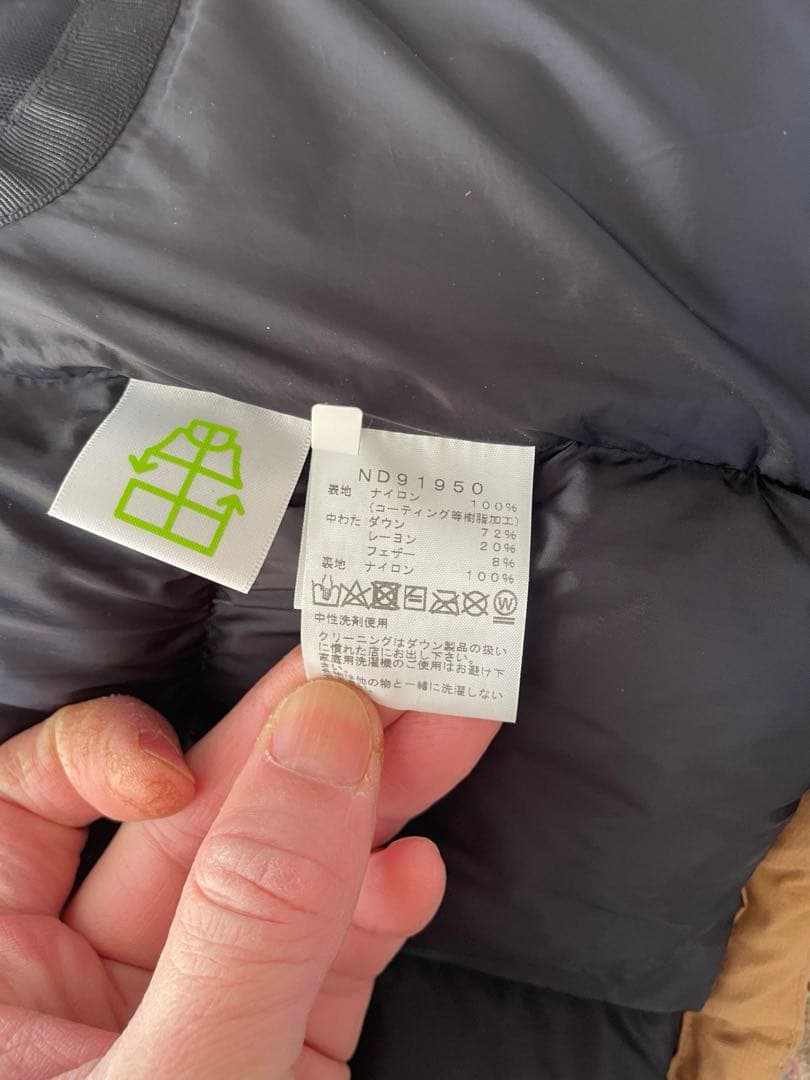 ND91950
表地 ナイロン 100%
(コーティング等樹脂加工)
中わた ダウン 72%
レーヨン 20%
フェザー 8%
裏地 ナイロン 100%
W
中性洗剤使用
クリーニングはダウン製品の扱い
に慣れた店にお出し下さい。
家庭用洗濯機のご使用はお避け下
さい。
他の物と一緒に洗濯しない